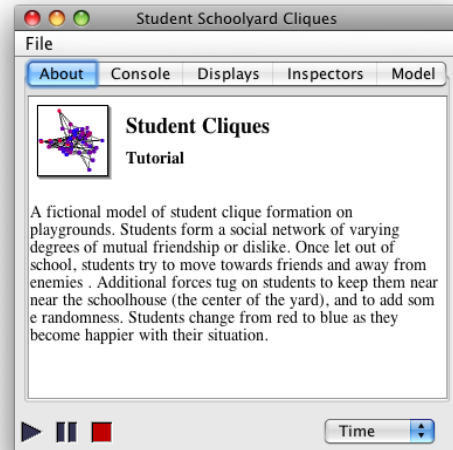 Student Schoolyard Cliques
File
About Console Displays Inspectors Model
Student Cliques
Tutorial
A fictional model of student clique formation on
playgrounds. Students form a social network of varying
degrees of mutual friendship or dislike. Once let out of
school, students try to move towards friends and away from
enemies . Additional forces tug on students to keep them near
near the schoolhouse (the center of the yard), and to add som
e randomness. Students change from red to blue as they
become happier with their situation.
Time